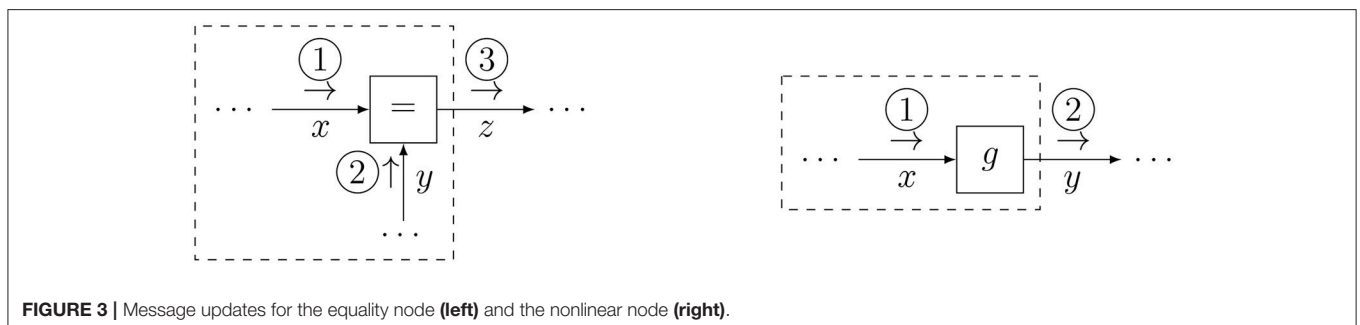 ① → ③ →
· · · x = z · · ·
② ↑ y
· · ·
① → ② →
· · · x g y · · ·
FIGURE 3 | Message updates for the equality node (left) and the nonlinear node (right).